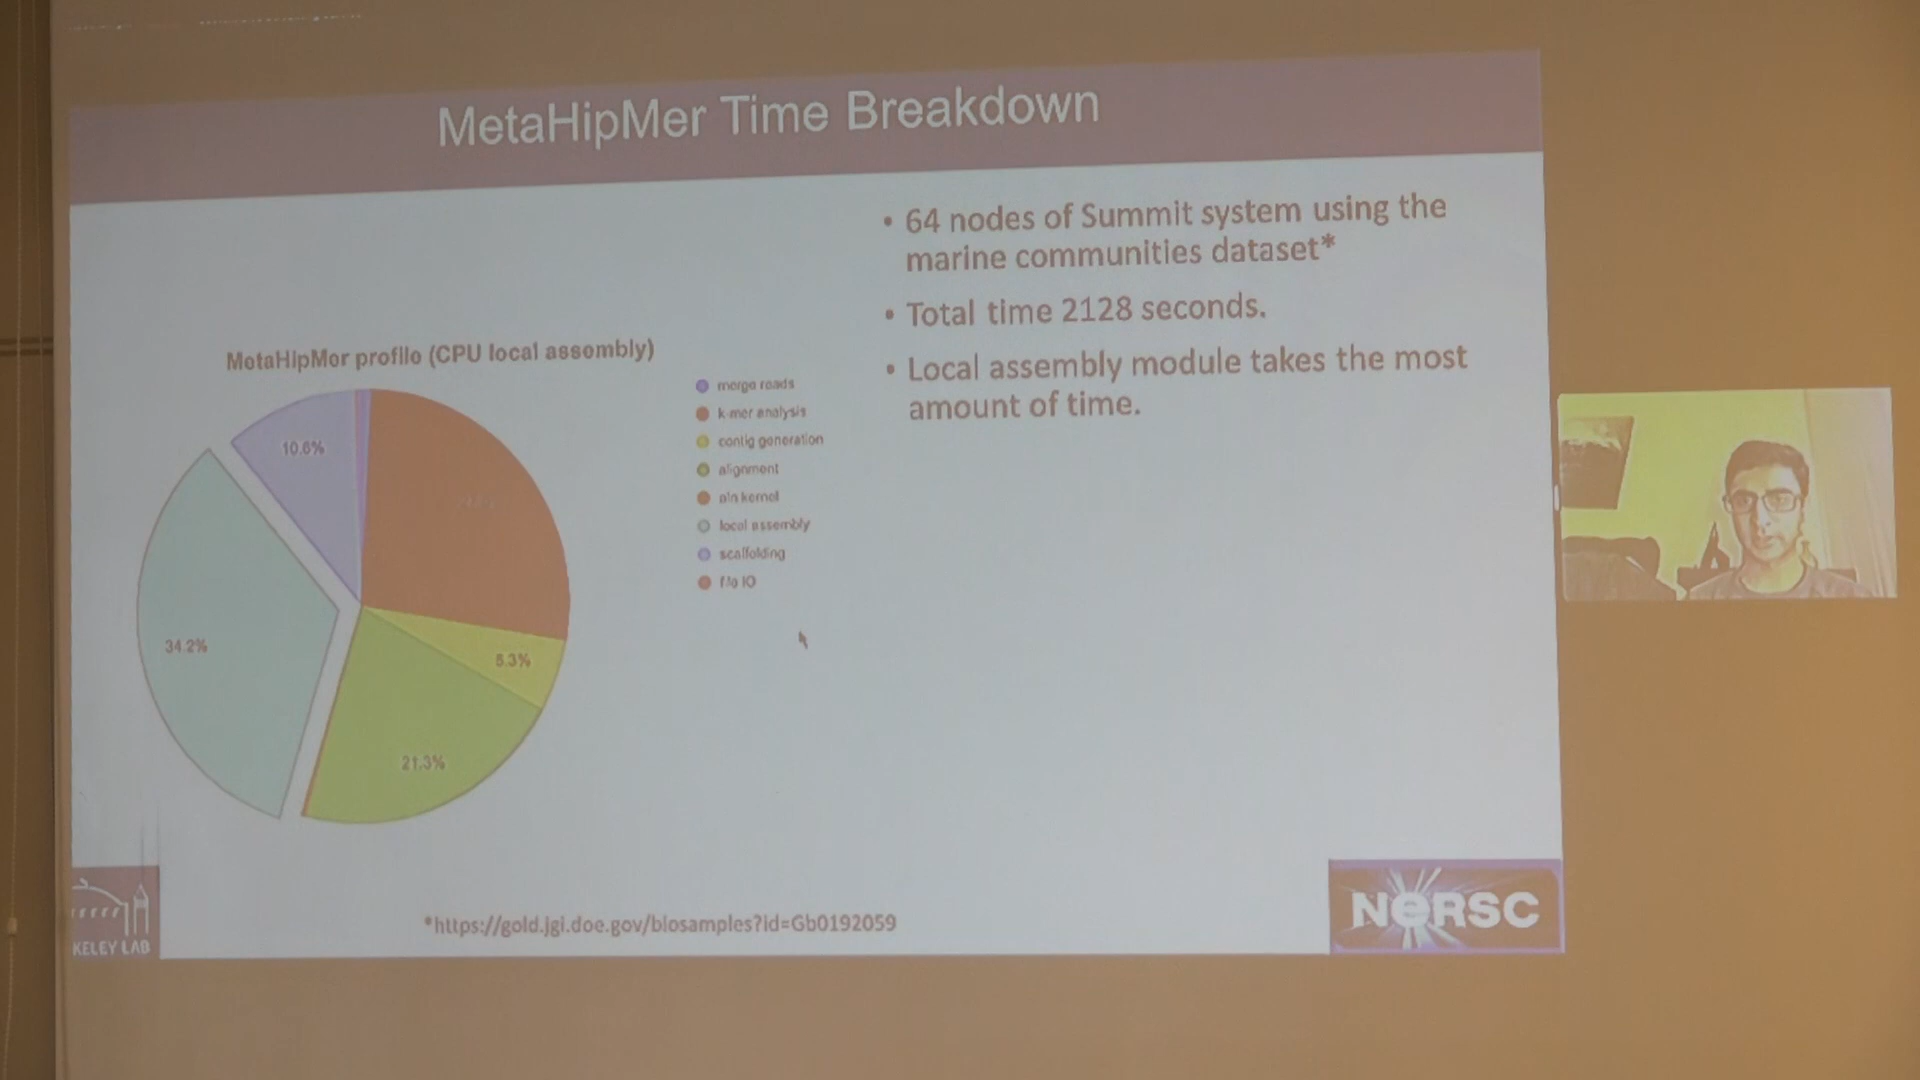 MetaHipMer Time Breakdown
• 64 nodes of Summit system using the
marine communities dataset*
• Total time 2128 seconds.
• Local assembly module takes the most
amount of time.
MetaHipMer profile (CPU local assembly)
merge reads
k-mer analysis
contig generation
alignment
aln kernel
local assembly
scaffolding
file IO
10.6%
34.2%
5.3%
21.3%
*https://gold.jgi.doe.gov/biosamples?id=Gb0192059
KELEY LAB
NERSC